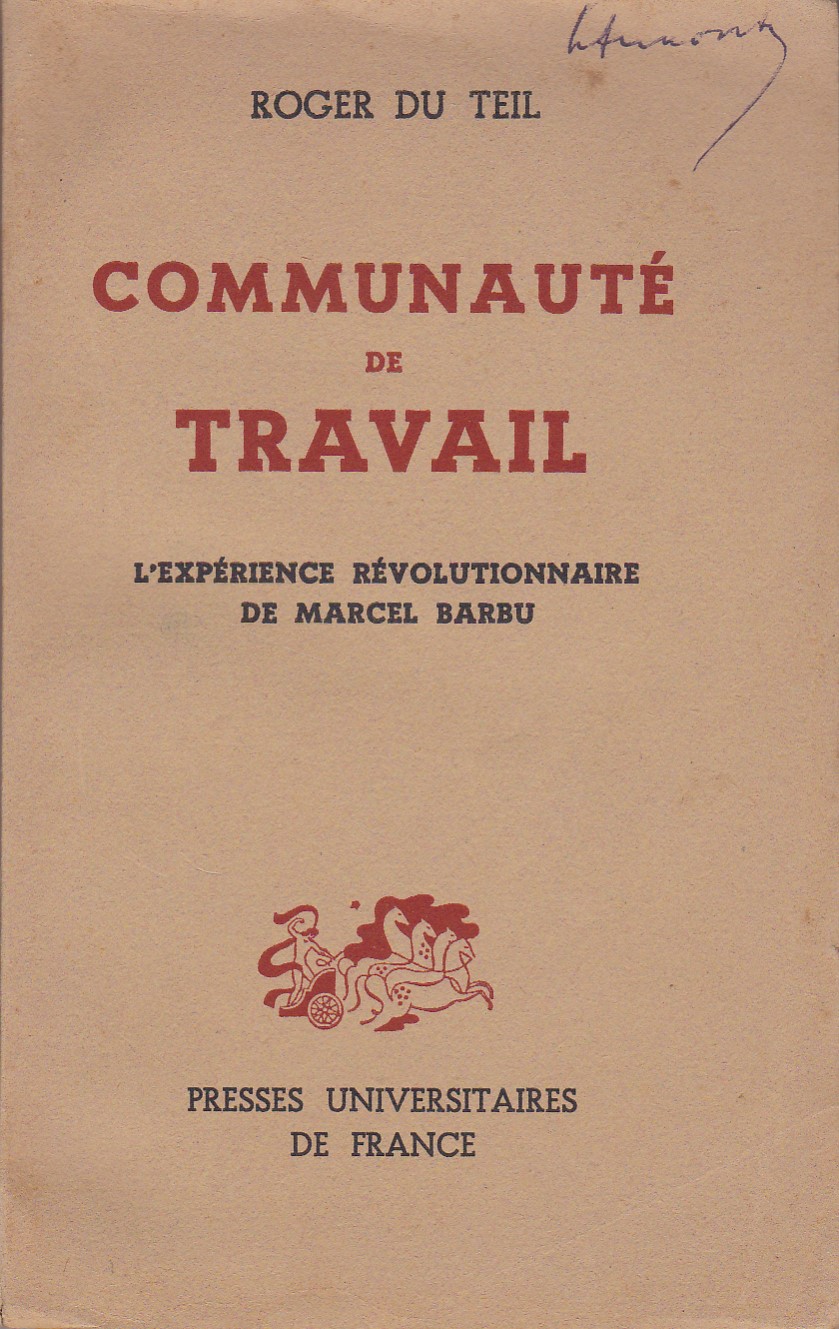 ROGER DU TEIL
COMMUNAUTÉ
DE
TRAVAIL
L'EXPÉRIENCE RÉVOLUTIONNAIRE
DE MARCEL BARBU
PRESSES UNIVERSITAIRES
DE FRANCE